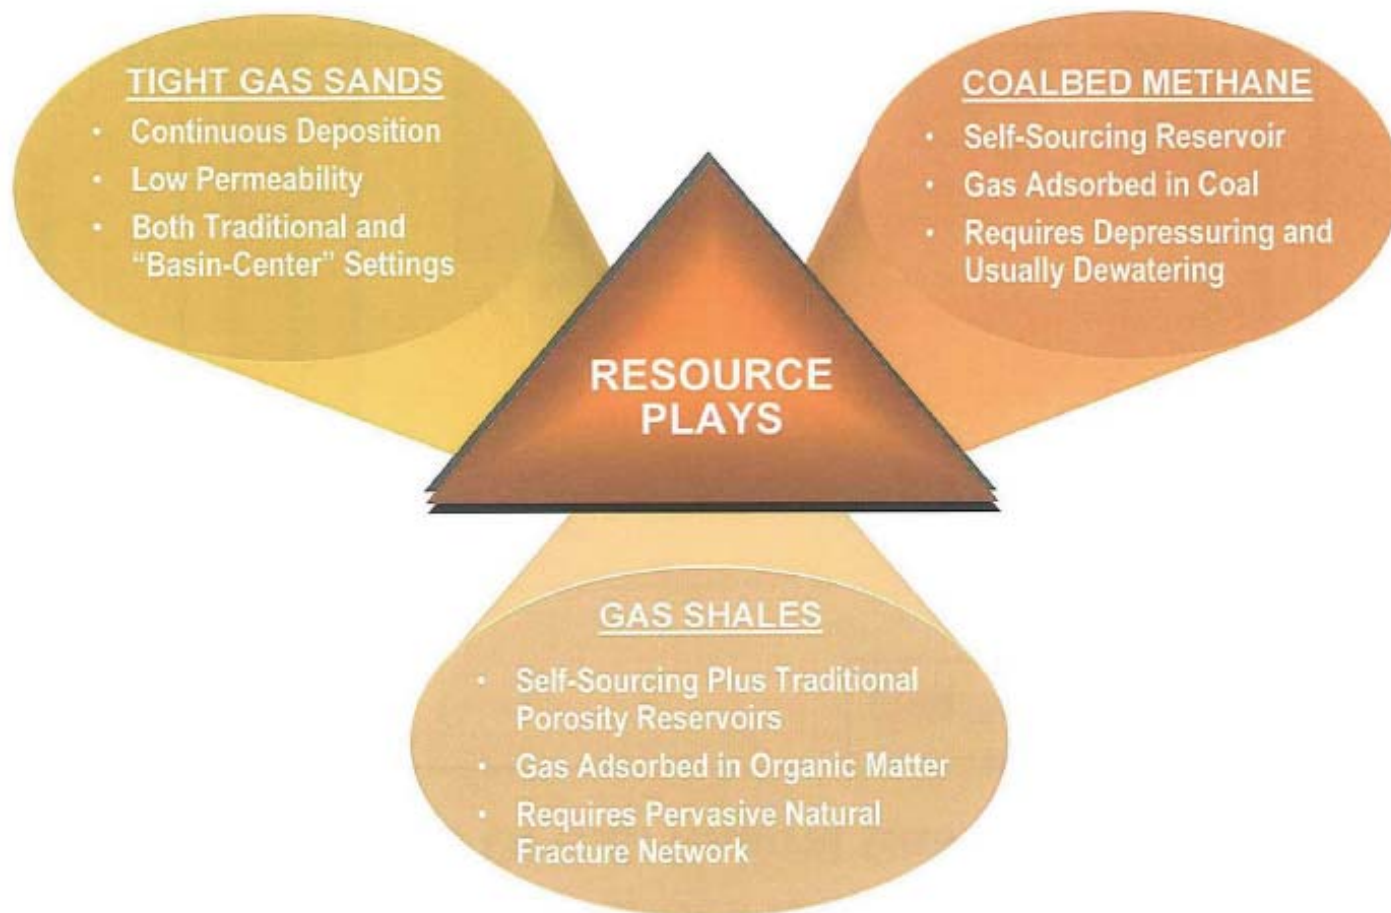 TIGHT GAS SANDS
• Continuous Deposition
• Low Permeability
• Both Traditional and
“Basin-Center” Settings
COALBED METHANE
• Self-Sourcing Reservoir
• Gas Adsorbed in Coal
• Requires Depressuring and
Usually Dewatering
RESOURCE
PLAYS
GAS SHALES
• Self-Sourcing Plus Traditional
Porosity Reservoirs
• Gas Adsorbed in Organic Matter
• Requires Pervasive Natural
Fracture Network